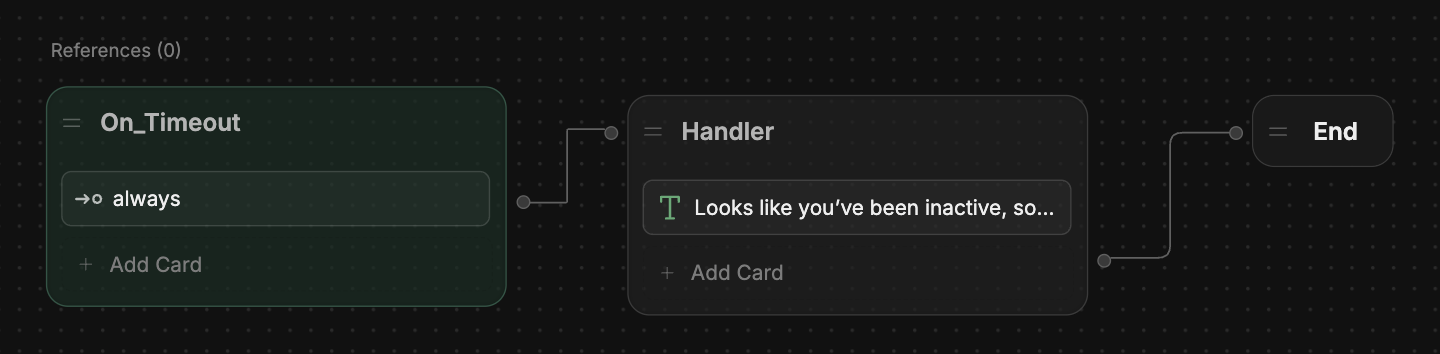 References (0)
On_Timeout
always
Add Card
Handler
Looks like you’ve been inactive, so...
Add Card
End